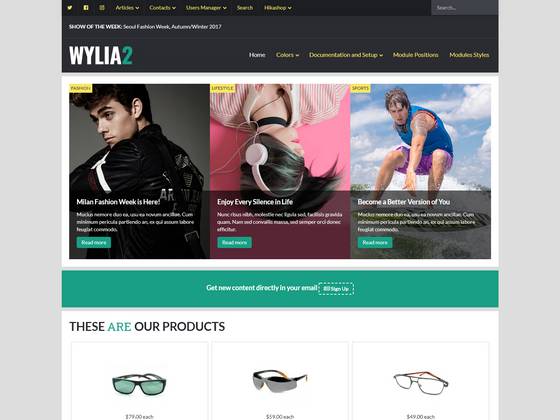 Articles Contacts Users Manager Search Hikashop Search...
SHOW OF THE WEEK: Seoul Fashion Week, Autumn/Winter 2017
WYLIA2
Home Colors Documentation and Setup Module Positions Modules Styles
FASHION
Milan Fashion Week is Here!
Mucius nemore duo ea, usu ea novum ancillae. Cum
minimum pericula partiendo an, ex qui assum labore
feugiat commodo.
Read more
LIFESTYLE
Enjoy Every Silence in Life
Nunc risus nibh, molestie nec ligula sed, facilisis gravida
quam. Nam sed convallis massa, sed semper orci donec
efficitur.
Read more
SPORTS
Become a Better Version of You
Mucius nemore duo ea, usu ea novum ancillae. Cum
minimum pericula partiendo an, ex qui assum labore
feugiat commodo.
Read more
Get new content directly in your email Sign Up
THESE ARE OUR PRODUCTS
$79.00 each
$59.00 each
$49.00 each